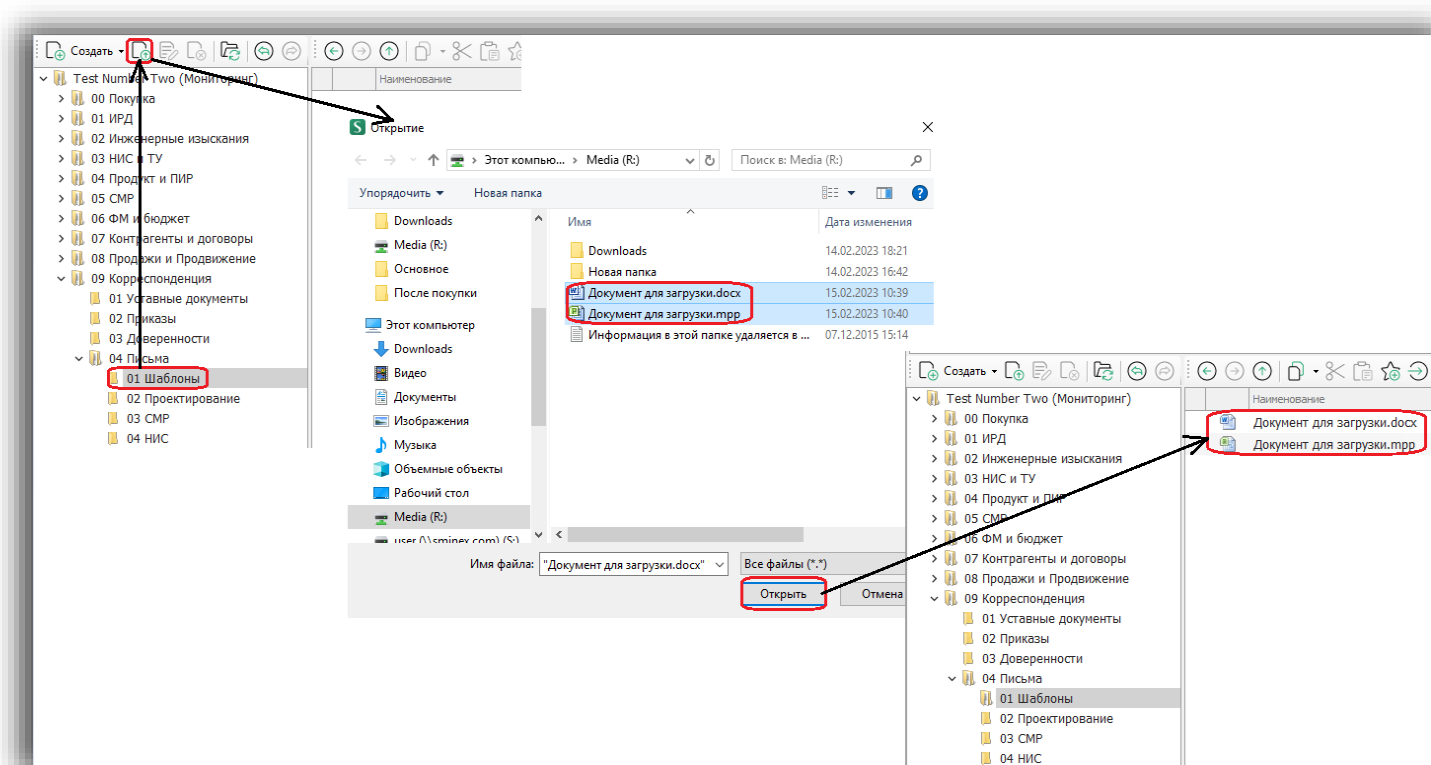 Создать
Наименование
Test Number Two (Мониторинг)
00 Покупка
01 ИРД
02 Инженерные изыскания
03 НИС и ТУ
04 Продукт и ПИР
05 СМР
06 ФМ и бюджет
07 Контрагенты и договоры
08 Продажи и Продвижение
09 Корреспонденция
01 Уставные документы
02 Приказы
03 Доверенности
04 Письма
01 Шаблоны
02 Проектирование
03 СМР
04 НИС
S Открытие
Этот компью... › Media (R:)
Поиск в: Media (R:)
Упорядочить
Новая папка
Downloads
Media (R:)
Основное
После покупки
Этот компьютер
Downloads
Видео
Документы
Изображения
Музыка
Объемные объекты
Рабочий стол
Media (R:)
user (\\sminex.com) (S:)
Имя Дата изменения
Downloads 14.02.2023 18:21
Новая папка 14.02.2023 16:42
Документ для загрузки.docx 15.02.2023 10:39
Документ для загрузки.mpp 15.02.2023 10:40
Информация в этой папке удаляется в ... 07.12.2015 15:14
Имя файла: "Документ для загрузки.docx" Все файлы (*.*)
Открыть Отмена
Создать
Наименование
Test Number Two (Мониторинг)
00 Покупка
01 ИРД
02 Инженерные изыскания
03 НИС и ТУ
04 Продукт и ПИР
05 СМР
06 ФМ и бюджет
07 Контрагенты и договоры
08 Продажи и Продвижение
09 Корреспонденция
01 Уставные документы
02 Приказы
03 Доверенности
04 Письма
01 Шаблоны
02 Проектирование
03 СМР
04 НИС
Документ для загрузки.docx
Документ для загрузки.mpp